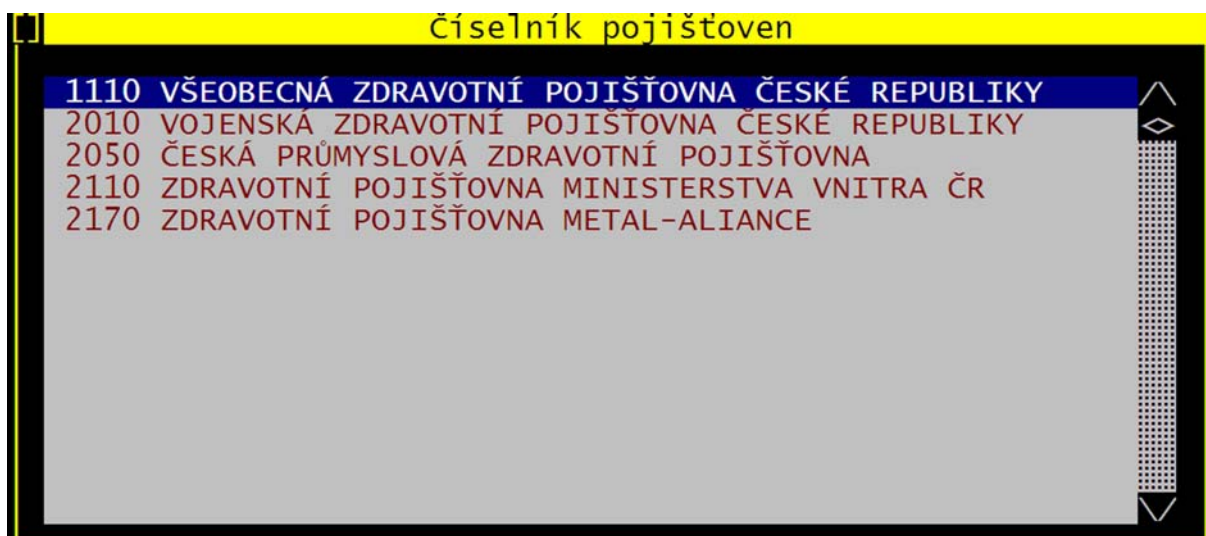 Číselník pojišťoven
1110 VŠEOBECNÁ ZDRAVOTNÍ POJIŠŤOVNA ČESKÉ REPUBLIKY
2010 VOJENSKÁ ZDRAVOTNÍ POJIŠŤOVNA ČESKÉ REPUBLIKY
2050 ČESKÁ PRŮMYSLOVÁ ZDRAVOTNÍ POJIŠŤOVNA
2110 ZDRAVOTNÍ POJIŠŤOVNA MINISTERSTVA VNITRA ČR
2170 ZDRAVOTNÍ POJIŠŤOVNA METAL-ALIANCE